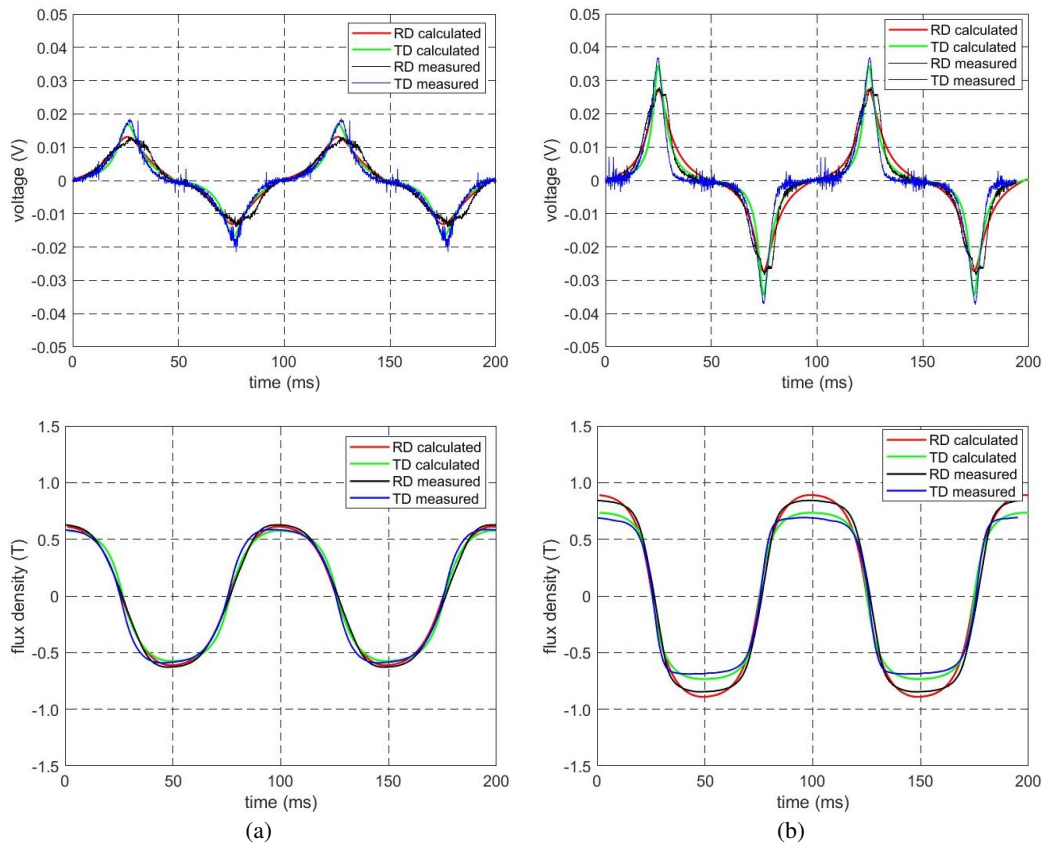 0.05
0.04
0.03
0.02
0.01
0
-0.01
-0.02
-0.03
-0.04
-0.05
voltage (V)
0 50 100 150 200
time (ms)
RD calculated
TD calculated
RD measured
TD measured
0.05
0.04
0.03
0.02
0.01
0
-0.01
-0.02
-0.03
-0.04
-0.05
voltage (V)
0 50 100 150 200
time (ms)
RD calculated
TD calculated
RD measured
TD measured
1.5
1.0
0.5
0
-0.5
-1.0
-1.5
flux density (T)
0 50 100 150 200
time (ms)
RD calculated
TD calculated
RD measured
TD measured
(a)
1.5
1.0
0.5
0
-0.5
-1.0
-1.5
flux density (T)
0 50 100 150 200
time (ms)
RD calculated
TD calculated
RD measured
TD measured
(b)